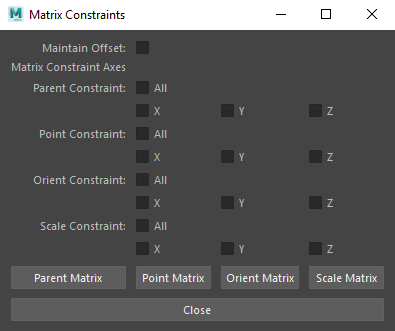 Matrix Constraints
Maintain Offset:
Matrix Constraint Axes
Parent Constraint: All
X Y Z
Point Constraint: All
X Y Z
Orient Constraint: All
X Y Z
Scale Constraint: All
X Y Z
Parent Matrix Point Matrix Orient Matrix Scale Matrix
Close